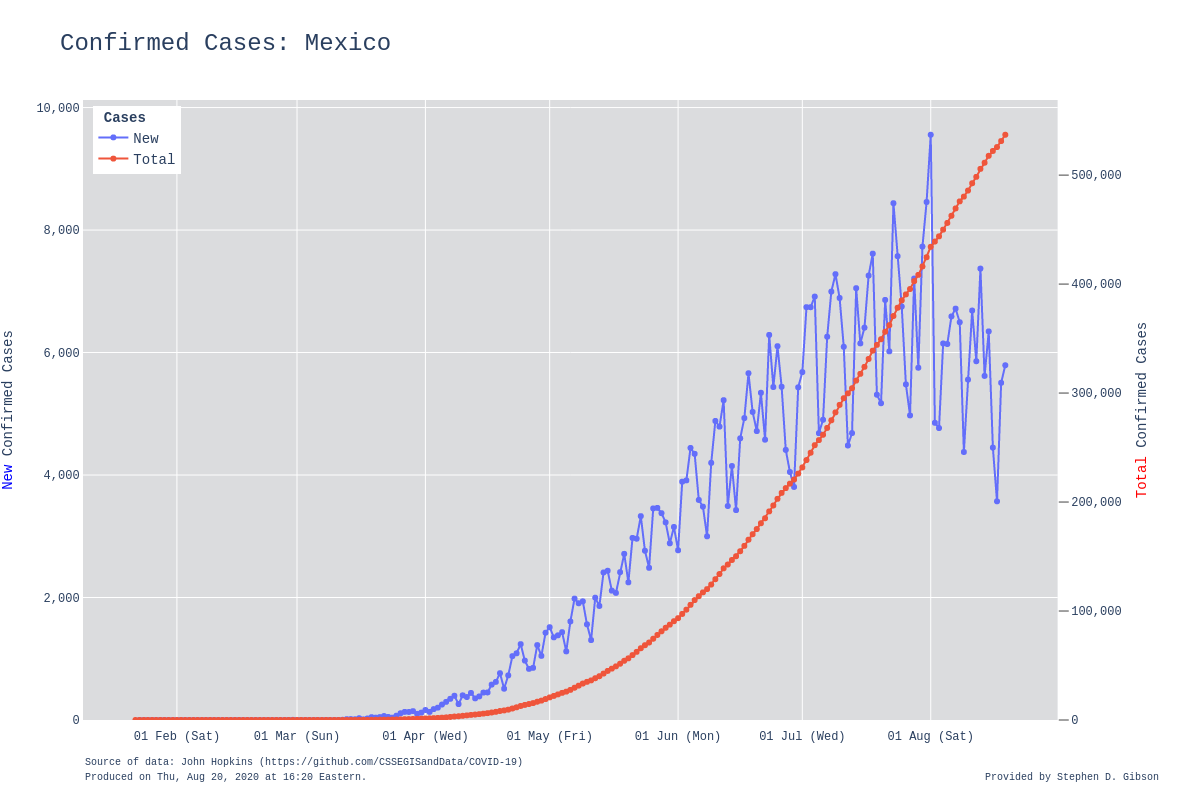 Confirmed Cases: Mexico
Cases
New
Total
10,000
8,000
6,000
4,000
2,000
0
New Confirmed Cases
500,000
400,000
300,000
200,000
100,000
0
Total Confirmed Cases
01 Feb (Sat) 01 Mar (Sun) 01 Apr (Wed) 01 May (Fri) 01 Jun (Mon) 01 Jul (Wed) 01 Aug (Sat)
Source of data: John Hopkins (https://github.com/CSSEGISandData/COVID-19)
Produced on Thu, Aug 20, 2020 at 16:20 Eastern.
Provided by Stephen D. Gibson